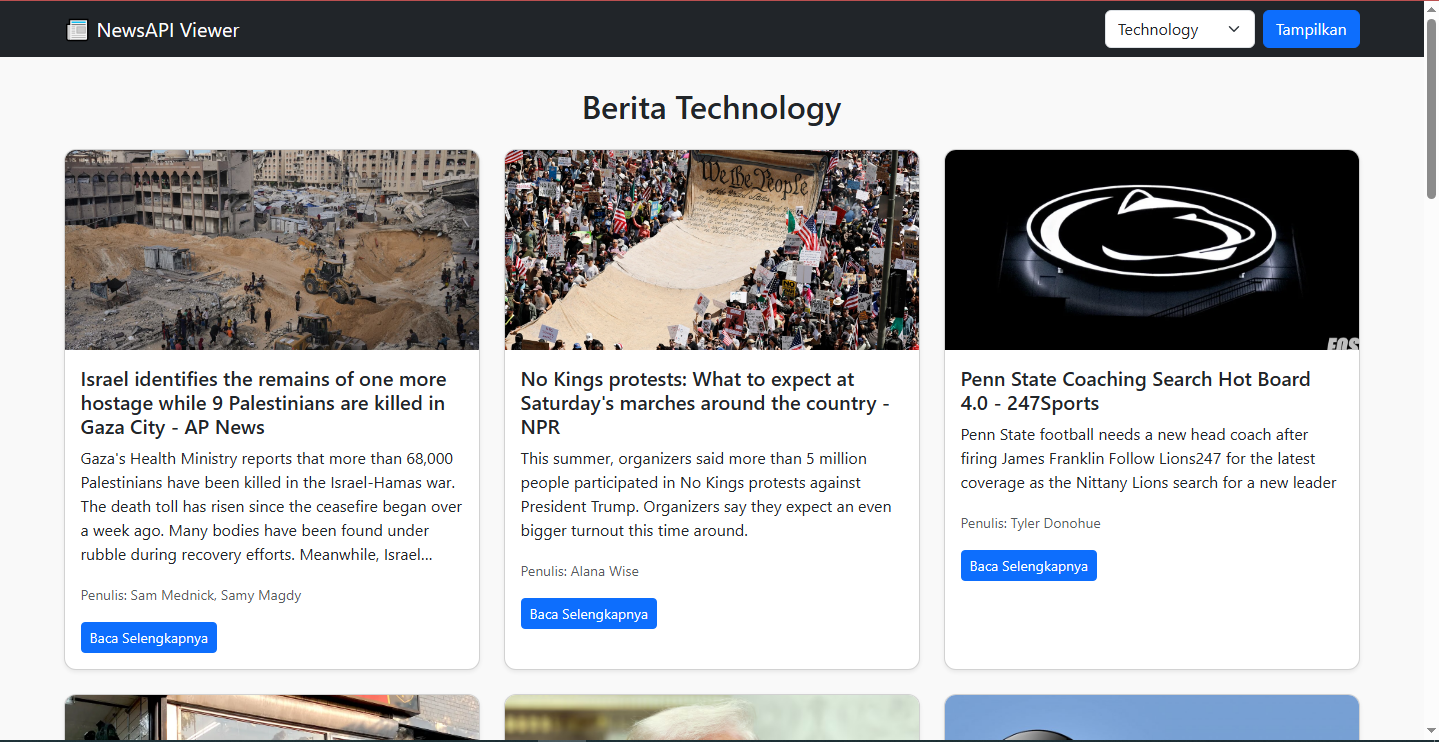 NewsAPI Viewer
Technology
Tampilkan
Berita Technology
We the People
EQS
Israel identifies the remains of one more
hostage while 9 Palestinians are killed in
Gaza City - AP News
Gaza's Health Ministry reports that more than 68,000
Palestinians have been killed in the Israel-Hamas war.
The death toll has risen since the ceasefire began over
a week ago. Many bodies have been found under
rubble during recovery efforts. Meanwhile, Israel...
Penulis: Sam Mednick, Samy Magdy
Baca Selengkapnya
No Kings protests: What to expect at
Saturday's marches around the country -
NPR
This summer, organizers said more than 5 million
people participated in No Kings protests against
President Trump. Organizers say they expect an even
bigger turnout this time around.
Penulis: Alana Wise
Baca Selengkapnya
Penn State Coaching Search Hot Board
4.0 - 247Sports
Penn State football needs a new head coach after
firing James Franklin Follow Lions247 for the latest
coverage as the Nittany Lions search for a new leader
Penulis: Tyler Donohue
Baca Selengkapnya